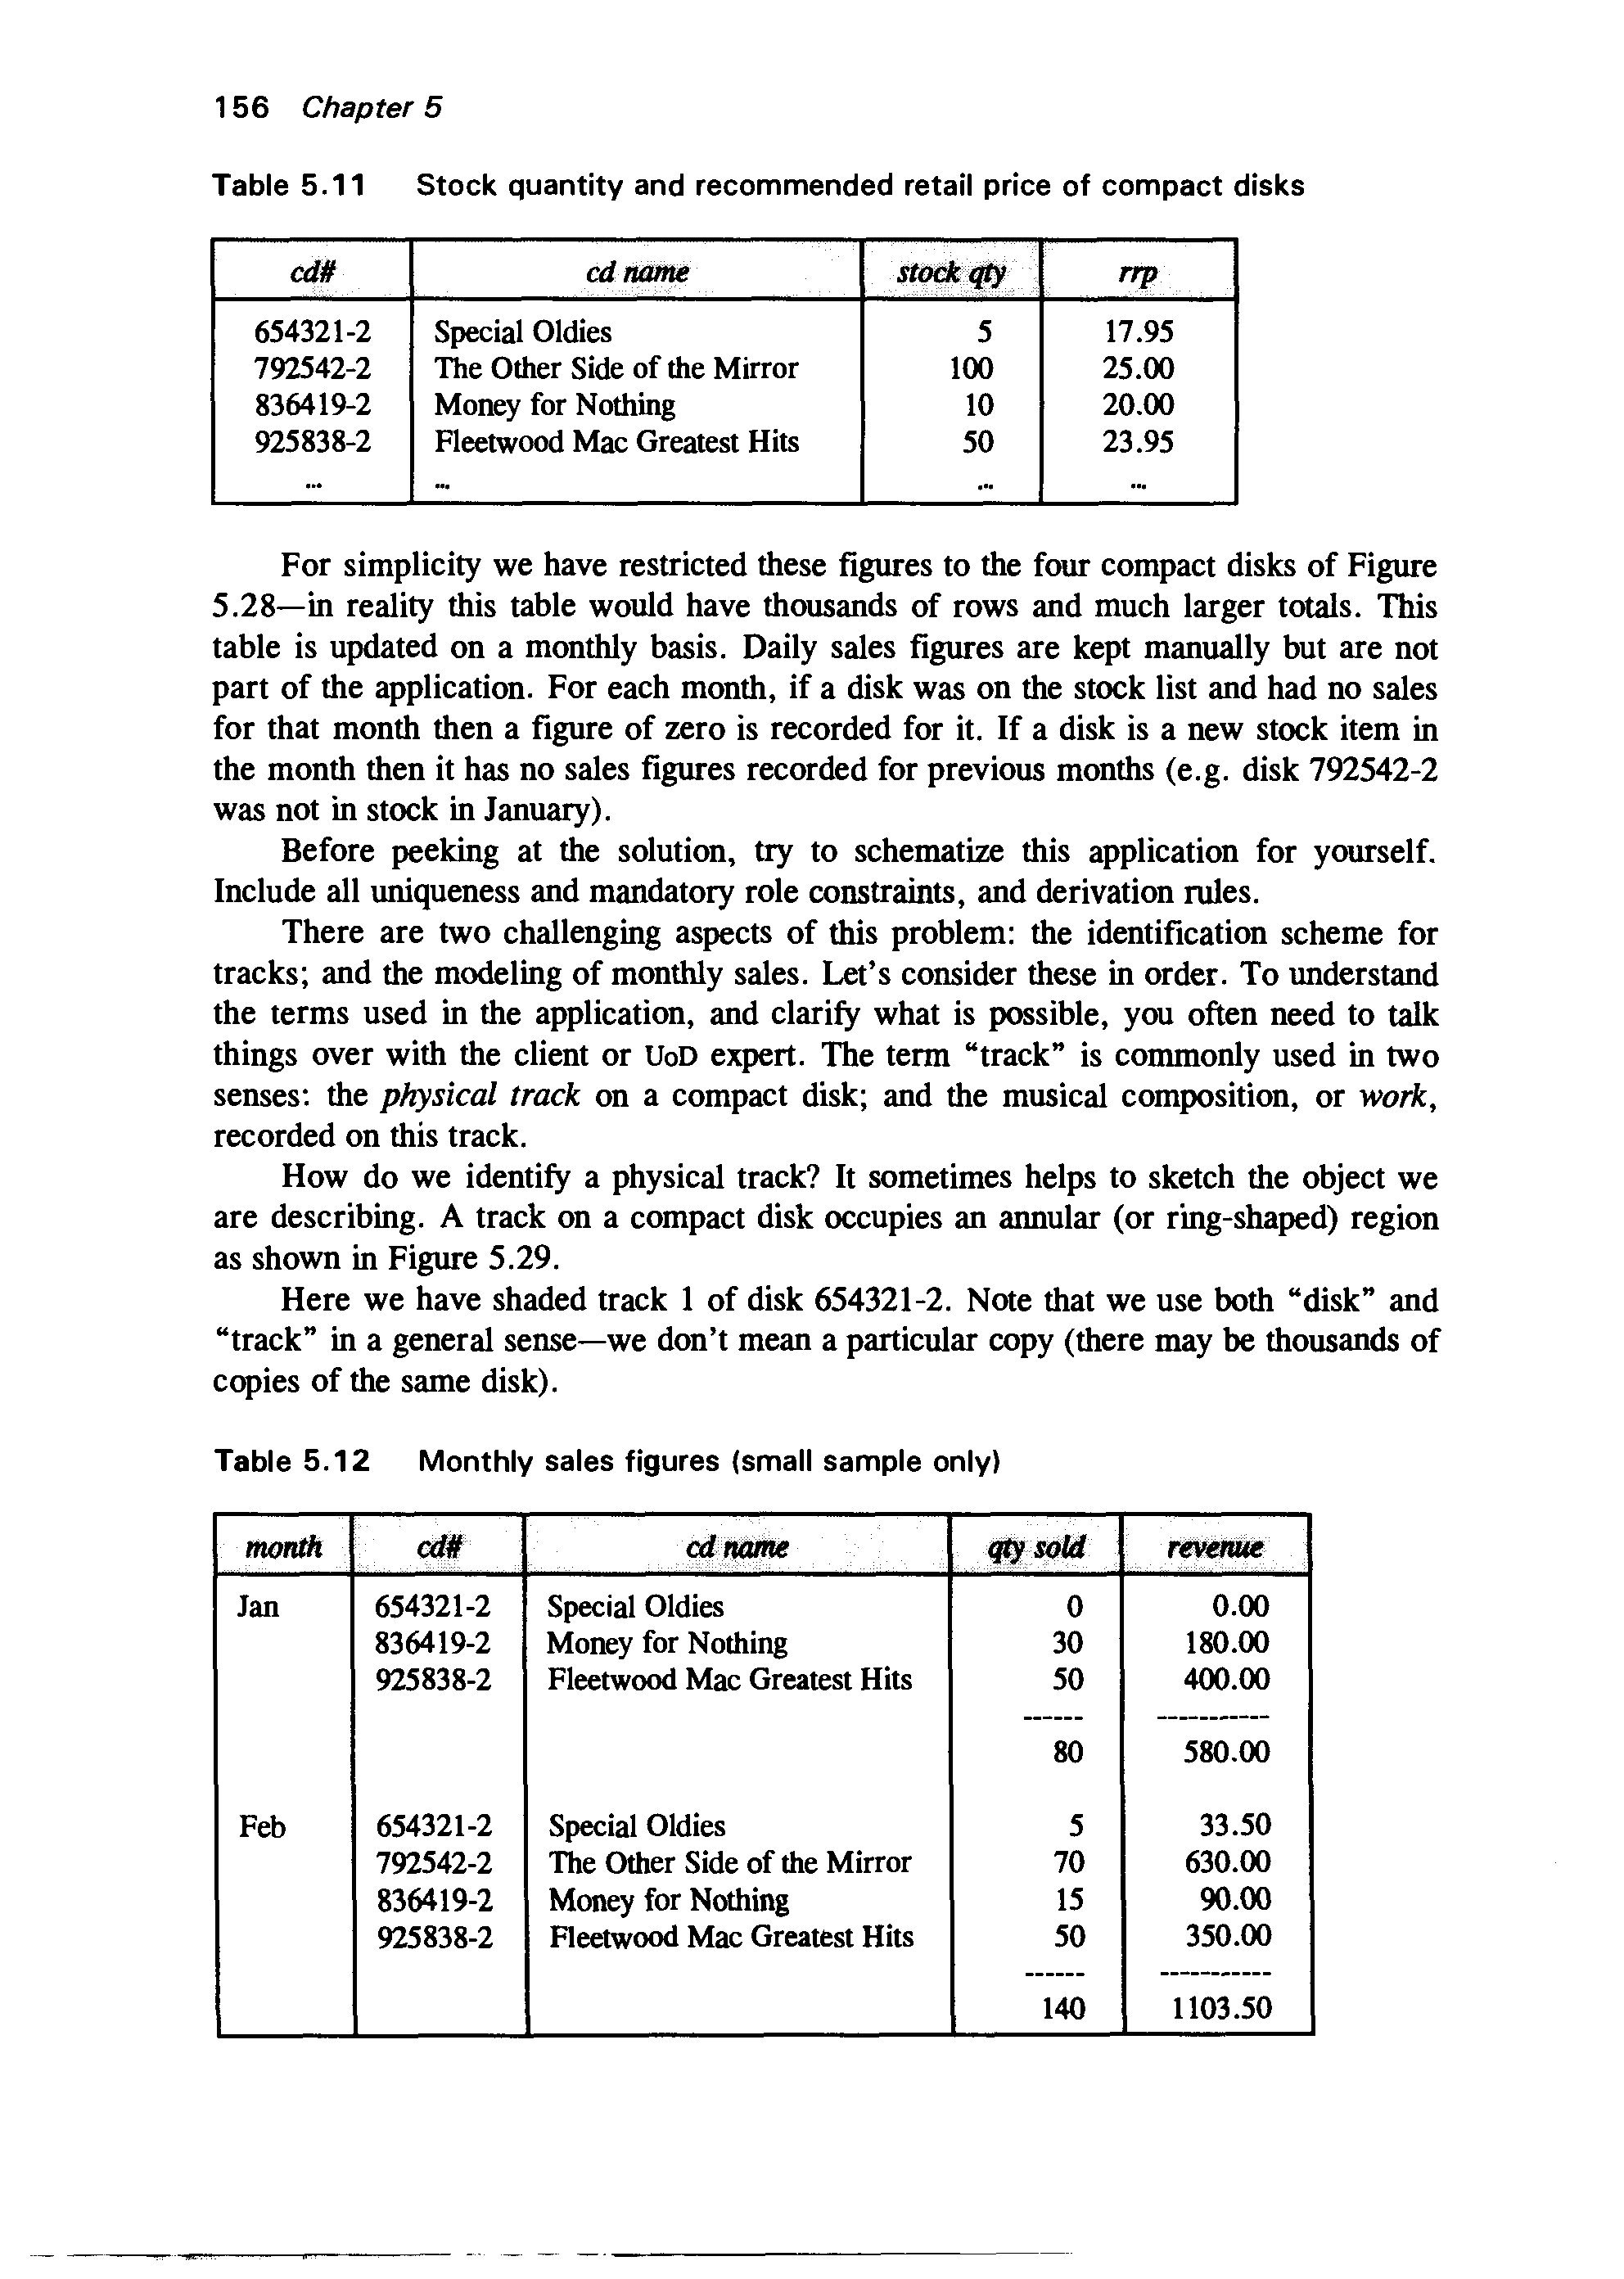 156 Chapter 5
Table 5.11 Stock quantity and recommended retail price of compact disks
cd# cd name stock qty rrp
654321-2 Special Oldies 5 17.95
792542-2 The Other Side of the Mirror 100 25.00
836419-2 Money for Nothing 10 20.00
925838-2 Fleetwood Mac Greatest Hits 50 23.95
... ... ... ...
For simplicity we have restricted these figures to the four compact disks of Figure
5.28—in reality this table would have thousands of rows and much larger totals. This
table is updated on a monthly basis. Daily sales figures are kept manually but are not
part of the application. For each month, if a disk was on the stock list and had no sales
for that month then a figure of zero is recorded for it. If a disk is a new stock item in
the month then it has no sales figures recorded for previous months (e.g. disk 792542-2
was not in stock in January).
Before peeking at the solution, try to schematize this application for yourself.
Include all uniqueness and mandatory role constraints, and derivation rules.
There are two challenging aspects of this problem: the identification scheme for
tracks; and the modeling of monthly sales. Let's consider these in order. To understand
the terms used in the application, and clarify what is possible, you often need to talk
things over with the client or UoD expert. The term “track” is commonly used in two
senses: the physical track on a compact disk; and the musical composition, or work,
recorded on this track.
How do we identify a physical track? It sometimes helps to sketch the object we
are describing. A track on a compact disk occupies an annular (or ring-shaped) region
as shown in Figure 5.29.
Here we have shaded track 1 of disk 654321-2. Note that we use both “disk” and
“track” in a general sense—we don't mean a particular copy (there may be thousands of
copies of the same disk).
Table 5.12 Monthly sales figures (small sample only)
month cd# cd name qty sold revenue
Jan 654321-2 Special Oldies 0 0.00
836419-2 Money for Nothing 30 180.00
925838-2 Fleetwood Mac Greatest Hits 50 400.00
------ -----------
80 580.00
Feb 654321-2 Special Oldies 5 33.50
792542-2 The Other Side of the Mirror 70 630.00
836419-2 Money for Nothing 15 90.00
925838-2 Fleetwood Mac Greatest Hits 50 350.00
------ -----------
140 1103.50